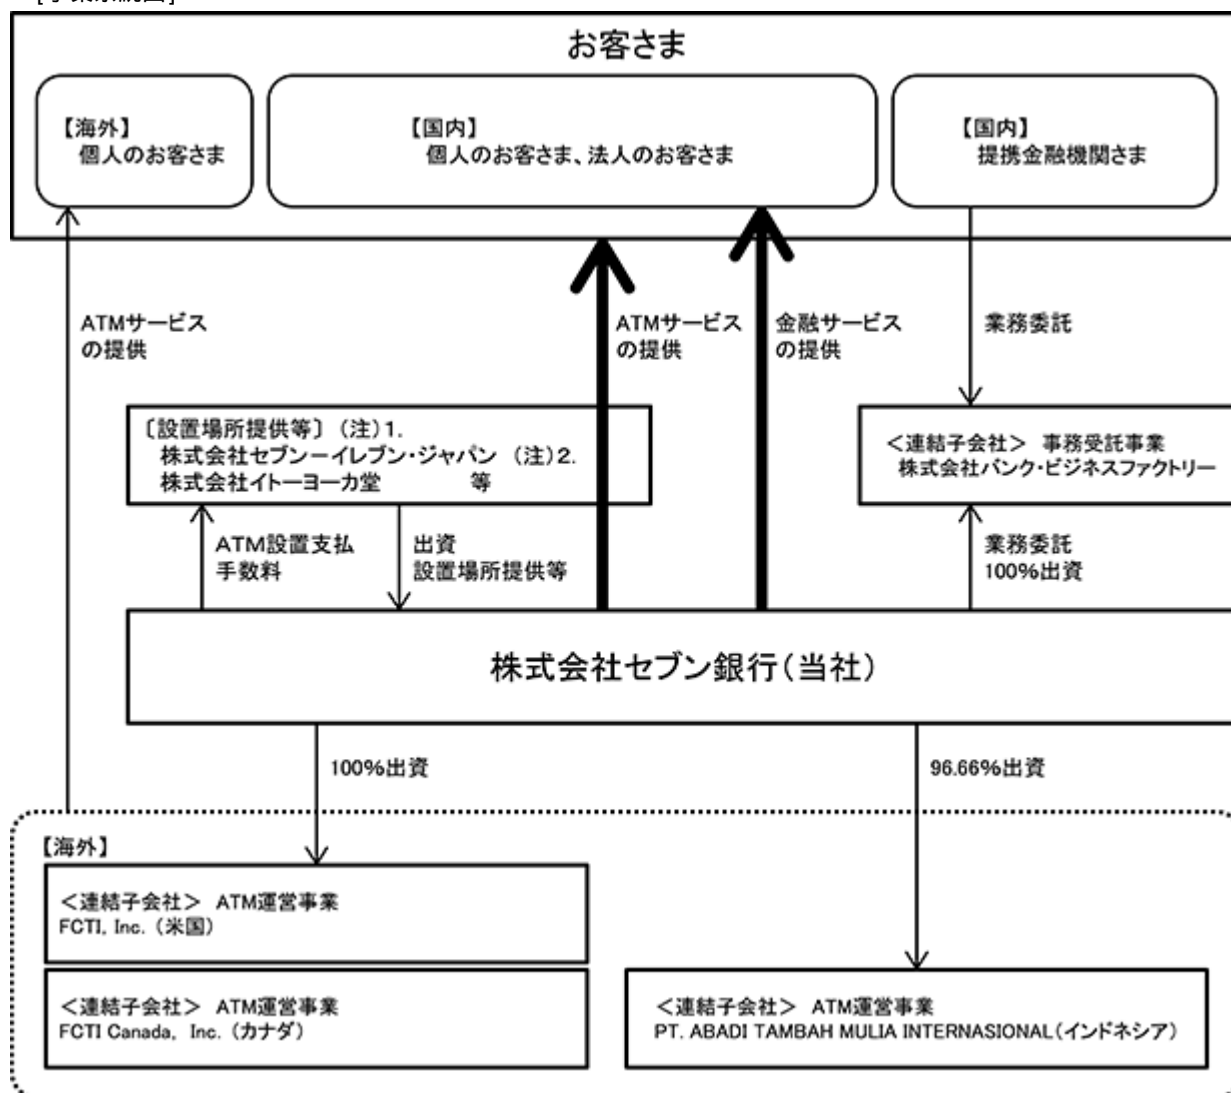 [事業系統図]
お客さま
【海外】
個人のお客さま
【国内】
個人のお客さま、法人のお客さま
【国内】
提携金融機関さま
ATMサービス
の提供
ATMサービス
の提供
金融サービス
の提供
業務委託
〔設置場所提供等〕 (注)1.
株式会社セブン－イレブン・ジャパン (注)2.
株式会社イトーヨーカ堂 等
＜連結子会社＞ 事務受託事業
株式会社バンク・ビジネスファクトリー
ATM設置支払
手数料
出資
設置場所提供等
業務委託
100%出資
株式会社セブン銀行(当社)
100%出資
96.66%出資
【海外】
＜連結子会社＞ ATM運営事業
FCTI, Inc. (米国)
＜連結子会社＞ ATM運営事業
FCTI Canada, Inc. (カナダ)
＜連結子会社＞ ATM運営事業
PT. ABADI TAMBAH MULIA INTERNASIONAL(インドネシア)